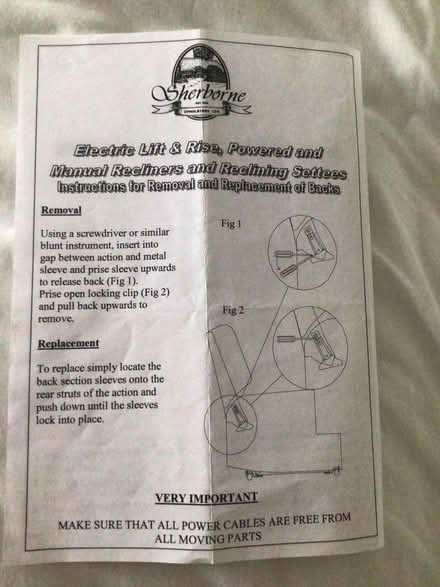 Sherborne
UPHOLSTERY LTD.
Electric Lift & Rise, Powered and
Manual Recliners and Reclining Settees
Instructions for Removal and Replacement of Backs
Removal
Using a screwdriver or similar
blunt instrument, insert into
gap between action and metal
sleeve and prise sleeve upwards
to release back (Fig 1).
Prise open locking clip (Fig 2)
and pull back upwards to
remove.
Fig 1
Fig 2
Replacement
To replace simply locate the
back section sleeves onto the
rear struts of the action and
push down until the sleeves
lock into place.
VERY IMPORTANT
MAKE SURE THAT ALL POWER CABLES ARE FREE FROM
ALL MOVING PARTS